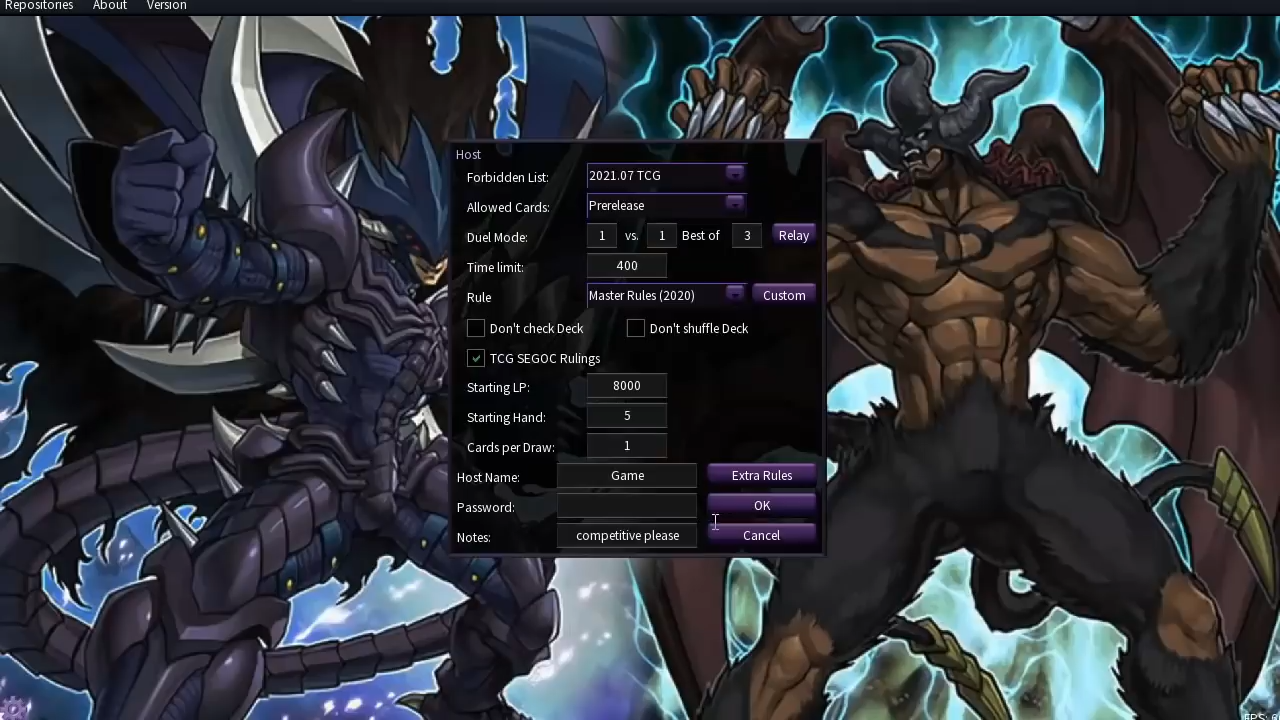 Repositories About Version
Host
Forbidden List: 2021.07 TCG
Allowed Cards: Prerelease
Duel Mode: 1 vs. 1 Best of 3 Relay
Time limit: 400
Rule Master Rules (2020) Custom
Don't check Deck Don't shuffle Deck
TCG SEGOC Rulings
Starting LP: 8000
Starting Hand: 5
Cards per Draw: 1
Host Name: Game Extra Rules
Password: OK
Notes: competitive please Cancel
FPS: